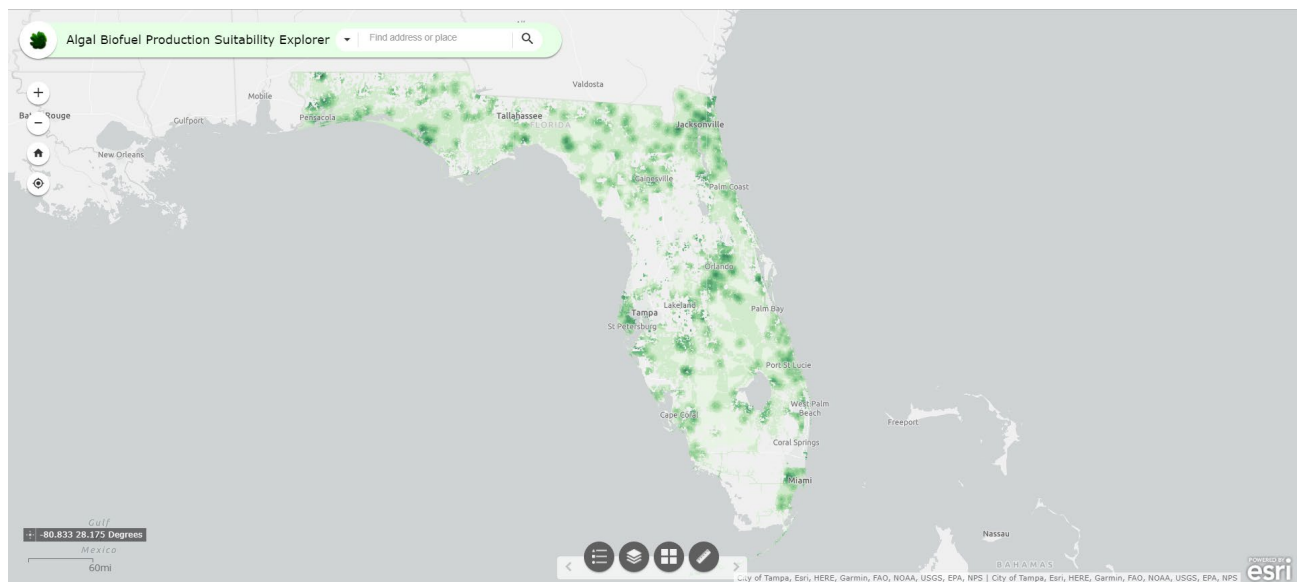 Algal Biofuel Production Suitability Explorer
Find address or place
Valdosta
Mobile
Pensacola
Tallahassee
FLORIDA
Jacksonville
Gulfport
New Orleans
Gainesville
Palm Coast
Orlando
Lakeland
Tampa
St Petersburg
Palm Bay
Port St Lucie
West Palm
Beach
Cape Coral
Coral Springs
Freeport
Miami
Gulf
-80.833 28.175 Degrees
Mexico
60mi
Nassau
BAHAMAS
City of Tampa, Esri, HERE, Garmin, FAO, NOAA, USGS, EPA, NPS | City of Tampa, Esri, HERE, Garmin, FAO, NOAA, USGS, EPA, NPS
POWERED BY
esri